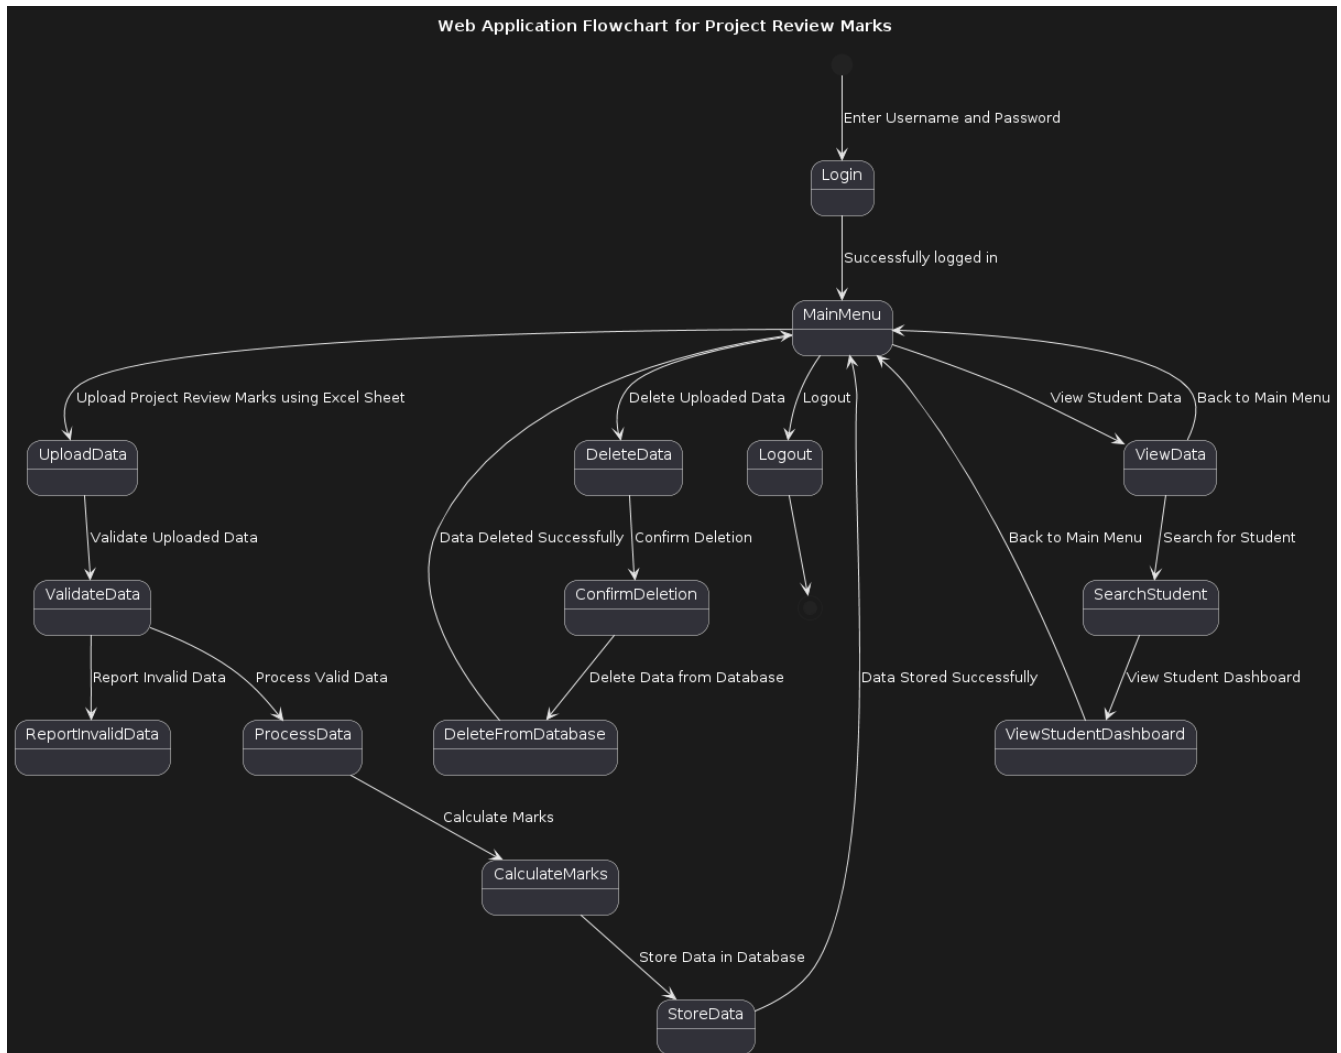 Web Application Flowchart for Project Review Marks
Enter Username and Password
Login
Successfully logged in
MainMenu
Upload Project Review Marks using Excel Sheet
Delete Uploaded Data
Logout
View Student Data
Back to Main Menu
UploadData
DeleteData
Logout
ViewData
Validate Uploaded Data
Data Deleted Successfully
Confirm Deletion
Back to Main Menu
Search for Student
ValidateData
ConfirmDeletion
SearchStudent
Report Invalid Data
Process Valid Data
Delete Data from Database
Data Stored Successfully
View Student Dashboard
ReportInvalidData
ProcessData
DeleteFromDatabase
ViewStudentDashboard
Calculate Marks
CalculateMarks
Store Data in Database
StoreData